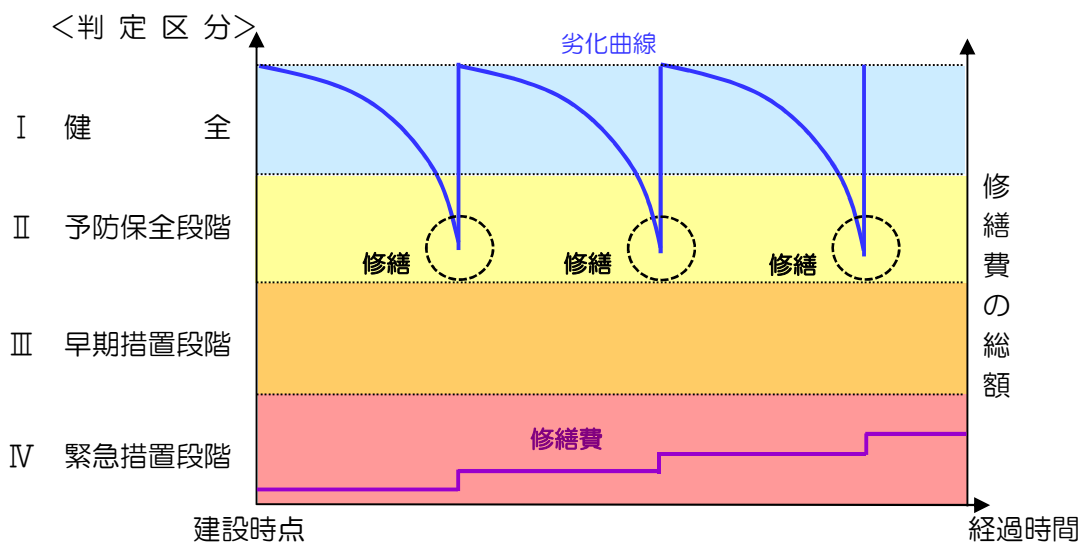 <判 定 区 分>
劣化曲線
Ⅰ 健 全
Ⅱ 予防保全段階
修繕 修繕 修繕
Ⅲ 早期措置段階
Ⅳ 緊急措置段階
修繕費
修繕費の総額
建設時点
経過時間